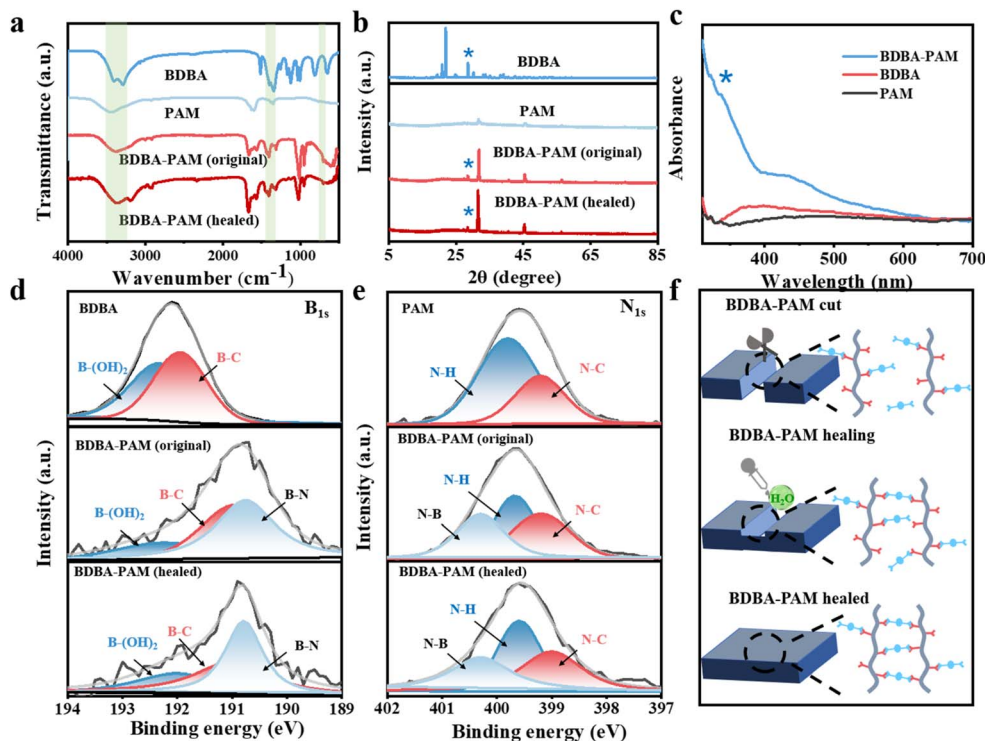 a
Transmittance (a.u.)
BDBA
PAM
BDBA-PAM (original)
BDBA-PAM (healed)
4000 3000 2000 1000
Wavenumber (cm-1)
b
Intensity (a.u.)
*
BDBA
PAM
BDBA-PAM (original)
*
BDBA-PAM (healed)
*
5 25 45 65 85
2θ (degree)
c
Absorbance
*
BDBA-PAM
BDBA
PAM
400 500 600 700
Wavelength (nm)
d
Intensity (a.u.)
BDBA
B1s
B-(OH)2
B-C
BDBA-PAM (original)
B-(OH)2
B-C
B-N
BDBA-PAM (healed)
B-(OH)2
B-C
B-N
194 193 192 191 190 189
Binding energy (eV)
e
Intensity (a.u.)
PAM
N1s
N-H
N-C
BDBA-PAM (original)
N-H
N-B
N-C
BDBA-PAM (healed)
N-H
N-B
N-C
402 401 400 399 398 397
Binding energy (eV)
f
BDBA-PAM cut
BDBA-PAM healing
H2O
BDBA-PAM healed